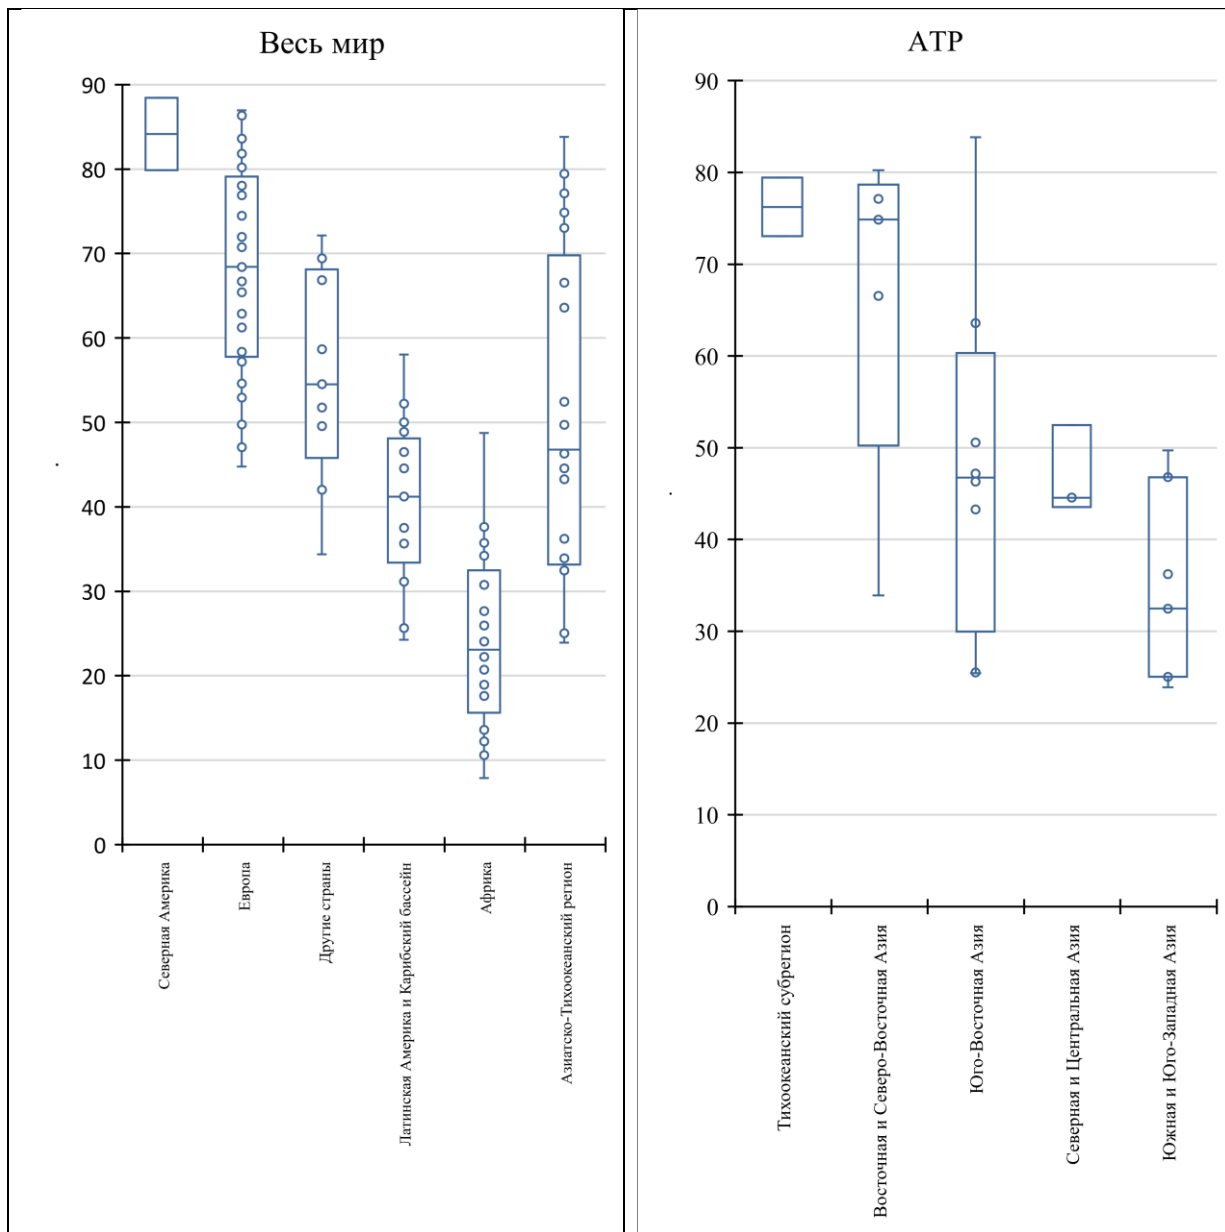 Весь мир
90
80
70
60
50
40
30
20
10
0
Северная Америка
Европа
Другие страны
Латинская Америка и Карибский бассейн
Африка
Азиатско-Тихоокеанский регион
АТР
90
80
70
60
50
40
30
20
10
0
Тихоокеанский субрегион
Восточная и Северо-Восточная Азия
Юго-Восточная Азия
Северная и Центральная Азия
Южная и Юго-Западная Азия